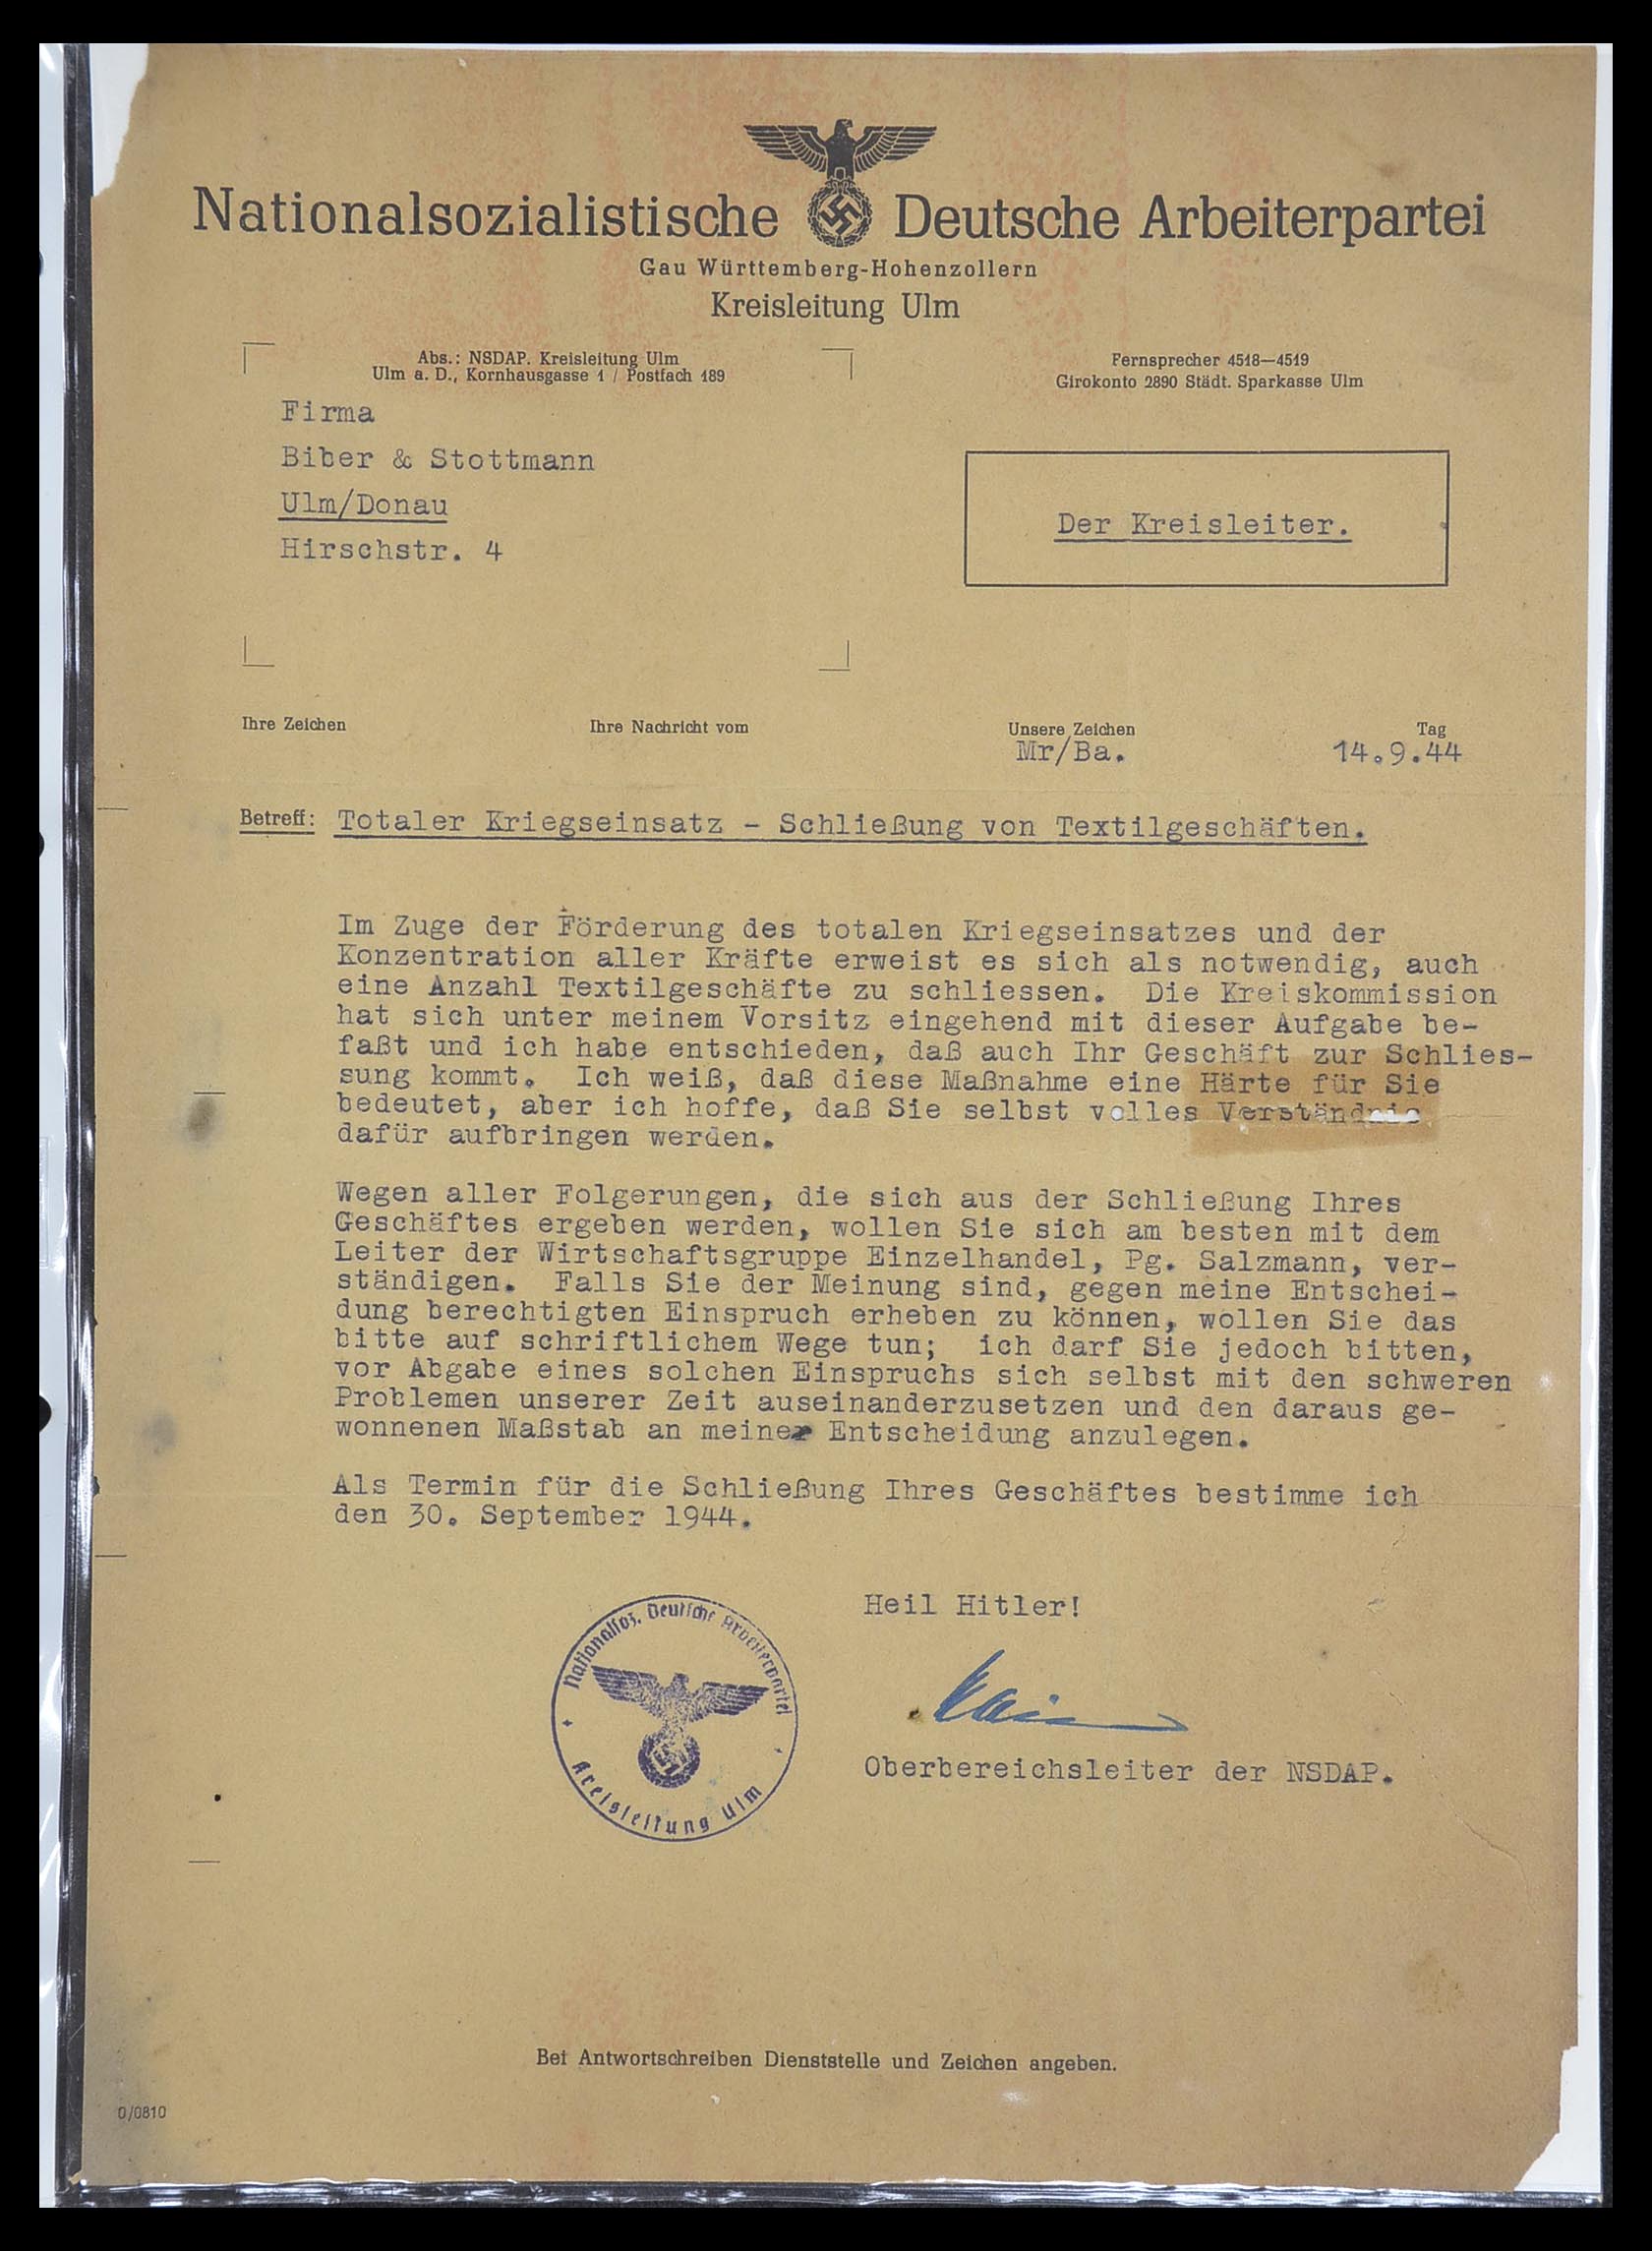 Nationalsozialistische Deutsche Arbeiterpartei
Gau Württemberg-Hohenzollern
Kreisleitung Ulm
Abs.: NSDAP. Kreisleitung Ulm
Ulm a. D., Kornhausgasse 1 / Postfach 189
Fernsprecher 4518—4519
Girokonto 2890 Städt. Sparkasse Ulm
Firma
Biber & Stottmann
Ulm/Donau
Hirschstr. 4
Der Kreisleiter.
Ihre Zeichen
Ihre Nachricht vom
Unsere Zeichen
Mr/Ba.
Tag
14.9.44
Betreff: Totaler Kriegseinsatz - Schließung von Textilgeschäften.
Im Zuge der Förderung des totalen Kriegseinsatzes und der
Konzentration aller Kräfte erweist es sich als notwendig, auch
eine Anzahl Textilgeschäfte zu schliessen. Die Kreiskommission
hat sich unter meinem Vorsitz eingehend mit dieser Aufgabe be-
faßt und ich habe entschieden, daß auch Ihr Geschäft zur Schlies-
sung kommt. Ich weiß, daß diese Maßnahme eine Härte für Sie
bedeutet, aber ich hoffe, daß Sie selbst volles Verständnis
dafür aufbringen werden.
Wegen aller Folgerungen, die sich aus der Schließung Ihres
Geschäftes ergeben werden, wollen Sie sich am besten mit dem
Leiter der Wirtschaftsgruppe Einzelhandel, Pg. Salzmann, ver-
ständigen. Falls Sie der Meinung sind, gegen meine Entschei-
dung berechtigten Einspruch erheben zu können, wollen Sie das
bitte auf schriftlichem Wege tun; ich darf Sie jedoch bitten,
vor Abgabe eines solchen Einspruchs sich selbst mit den schweren
Problemen unserer Zeit auseinanderzusetzen und den daraus ge-
wonnenen Maßstab an meiner Entscheidung anzulegen.
Als Termin für die Schließung Ihres Geschäftes bestimme ich
den 30. September 1944.
Heil Hitler!
Nationalsoz. Deutsche Arbeiterpartei
Kreisleitung Ulm
Oberbereichsleiter der NSDAP.
Bei Antwortschreiben Dienststelle und Zeichen angeben.
0/0810